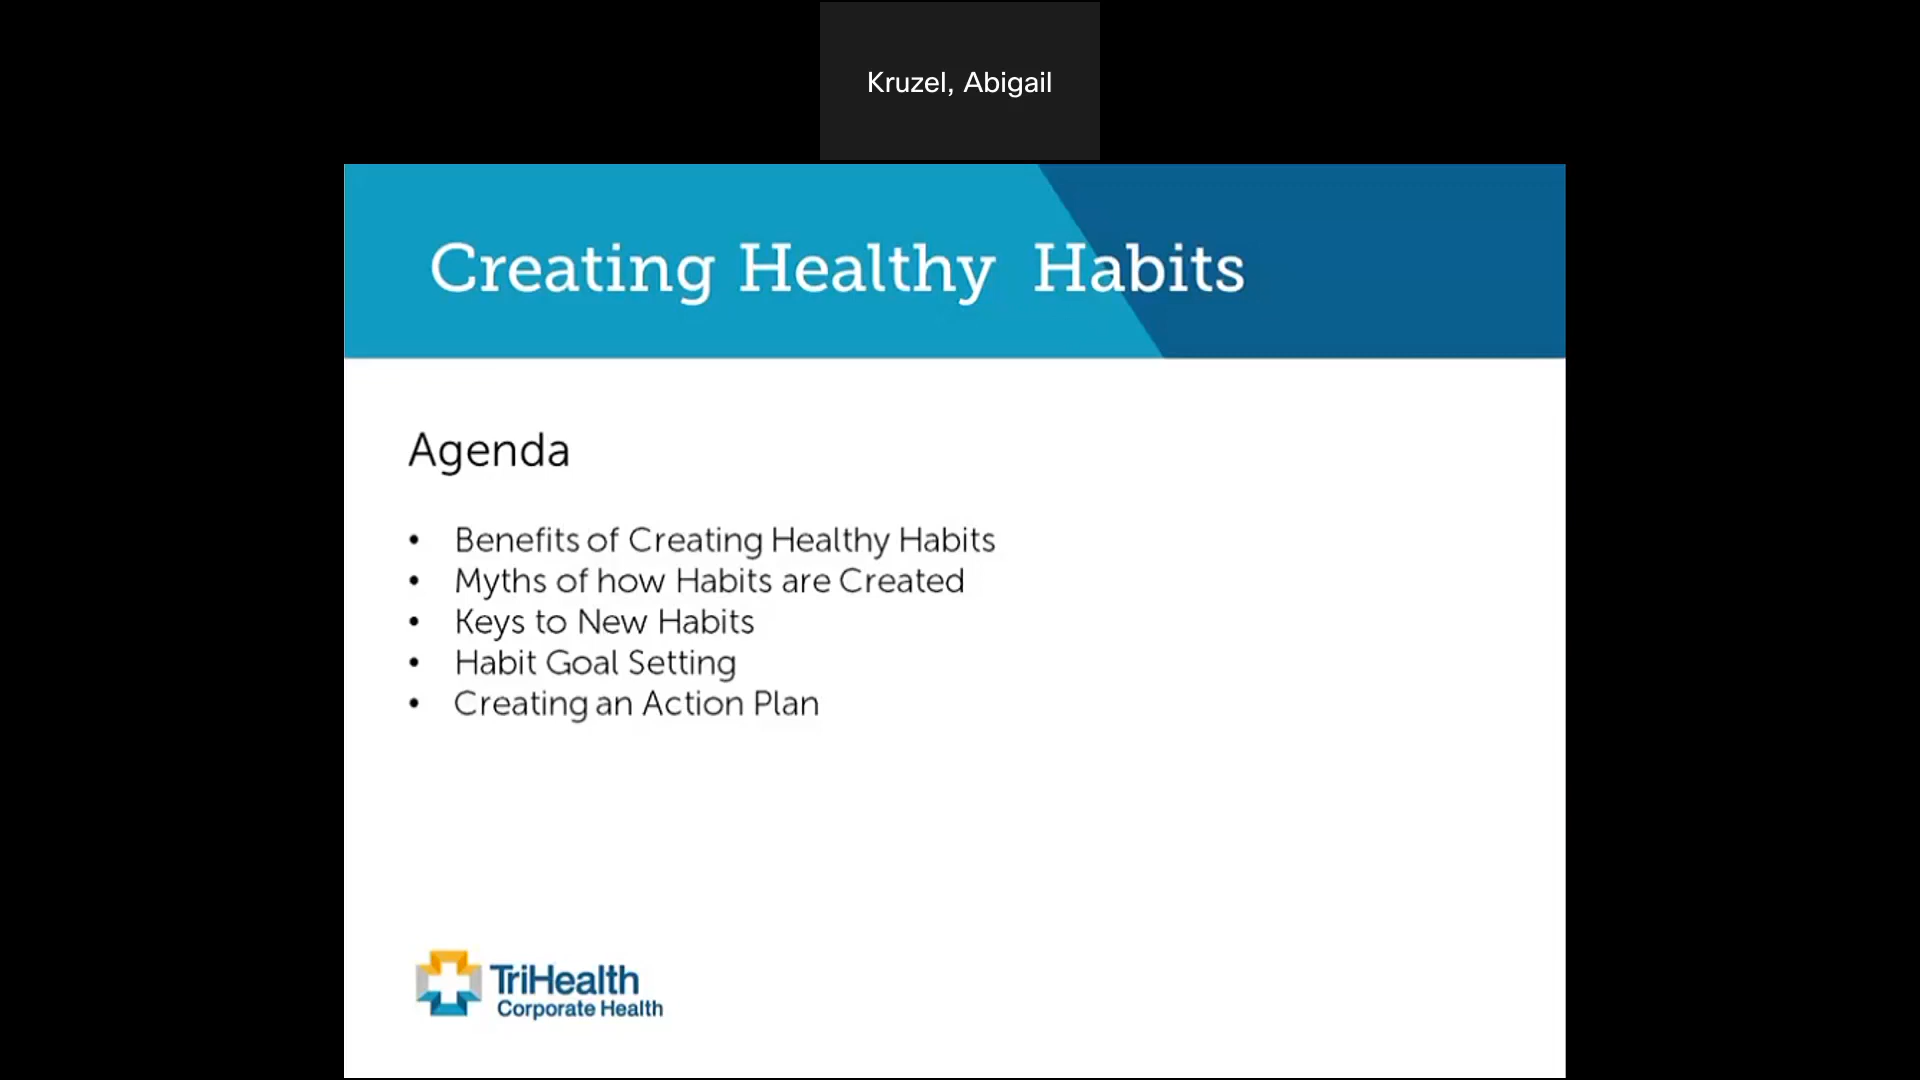 Kruzel, Abigail
Creating Healthy Habits
Agenda
• Benefits of Creating Healthy Habits
• Myths of how Habits are Created
• Keys to New Habits
• Habit Goal Setting
• Creating an Action Plan
TriHealth
Corporate Health